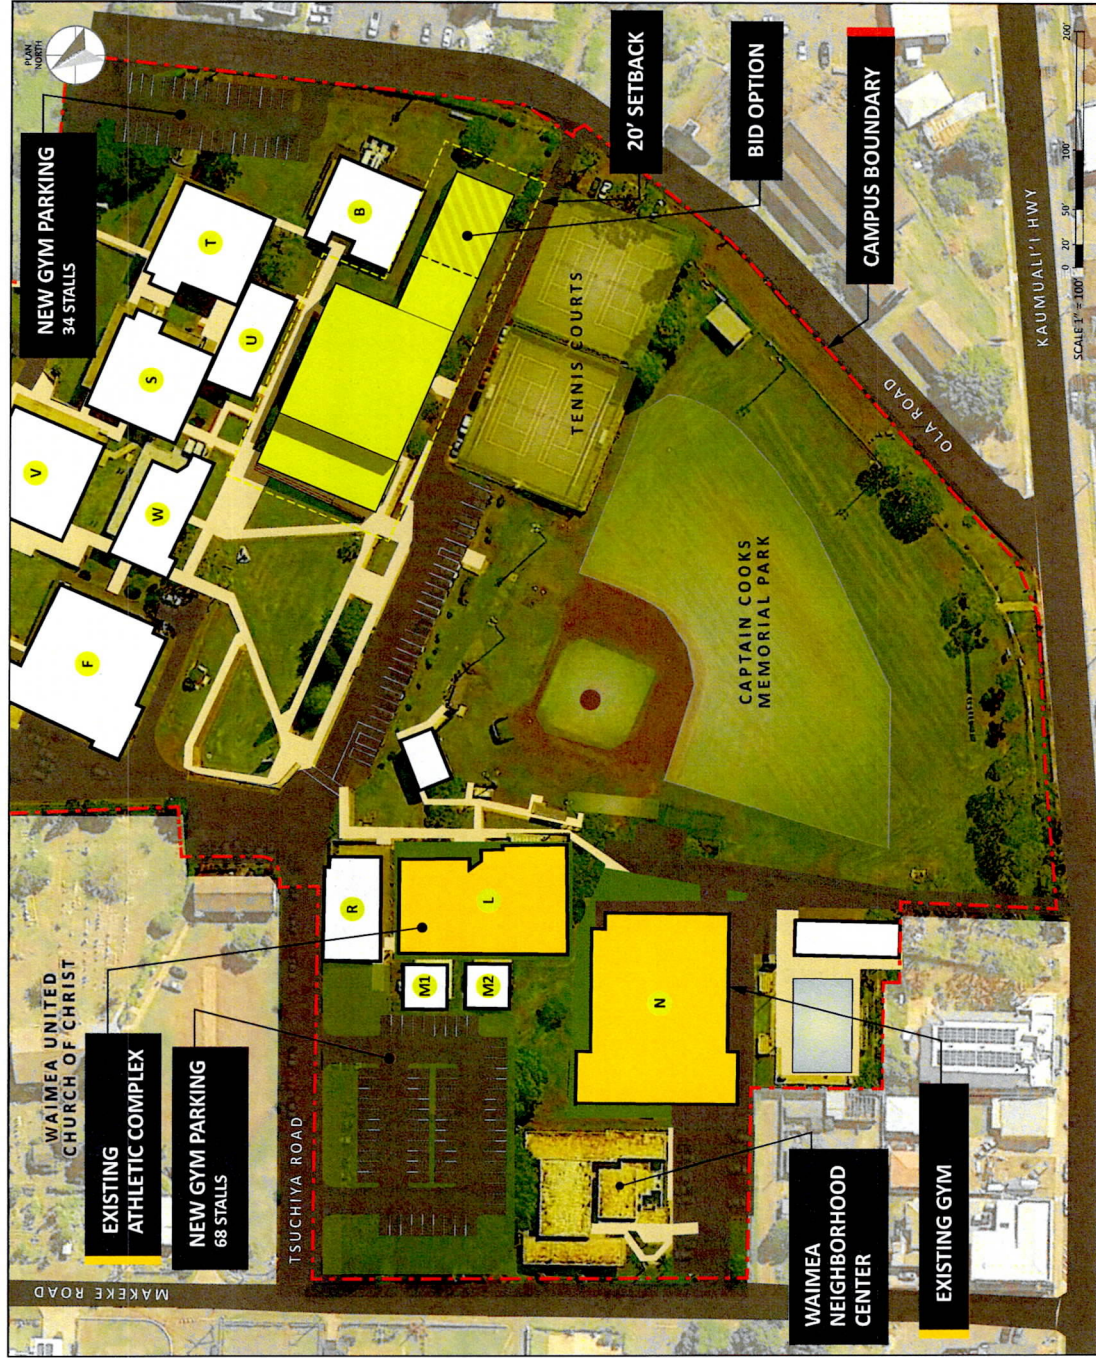 PLAN
NORTH
NEW GYM PARKING
34 STALLS
20' SETBACK
BID OPTION
CAMPUS BOUNDARY
T
B
S
U
V
W
F
TENNIS COURTS
OLA ROAD
KAUMUALI'I HWY
SCALE 1" = 100'
0 20' 50' 100' 200'
CAPTAIN COOKS
MEMORIAL PARK
WAIMEA UNITED
CHURCH OF CHRIST
EXISTING
ATHLETIC COMPLEX
NEW GYM PARKING
68 STALLS
TSUCHIYA ROAD
MAKEKE ROAD
R
L
M1
M2
N
WAIMEA
NEIGHBORHOOD
CENTER
EXISTING GYM